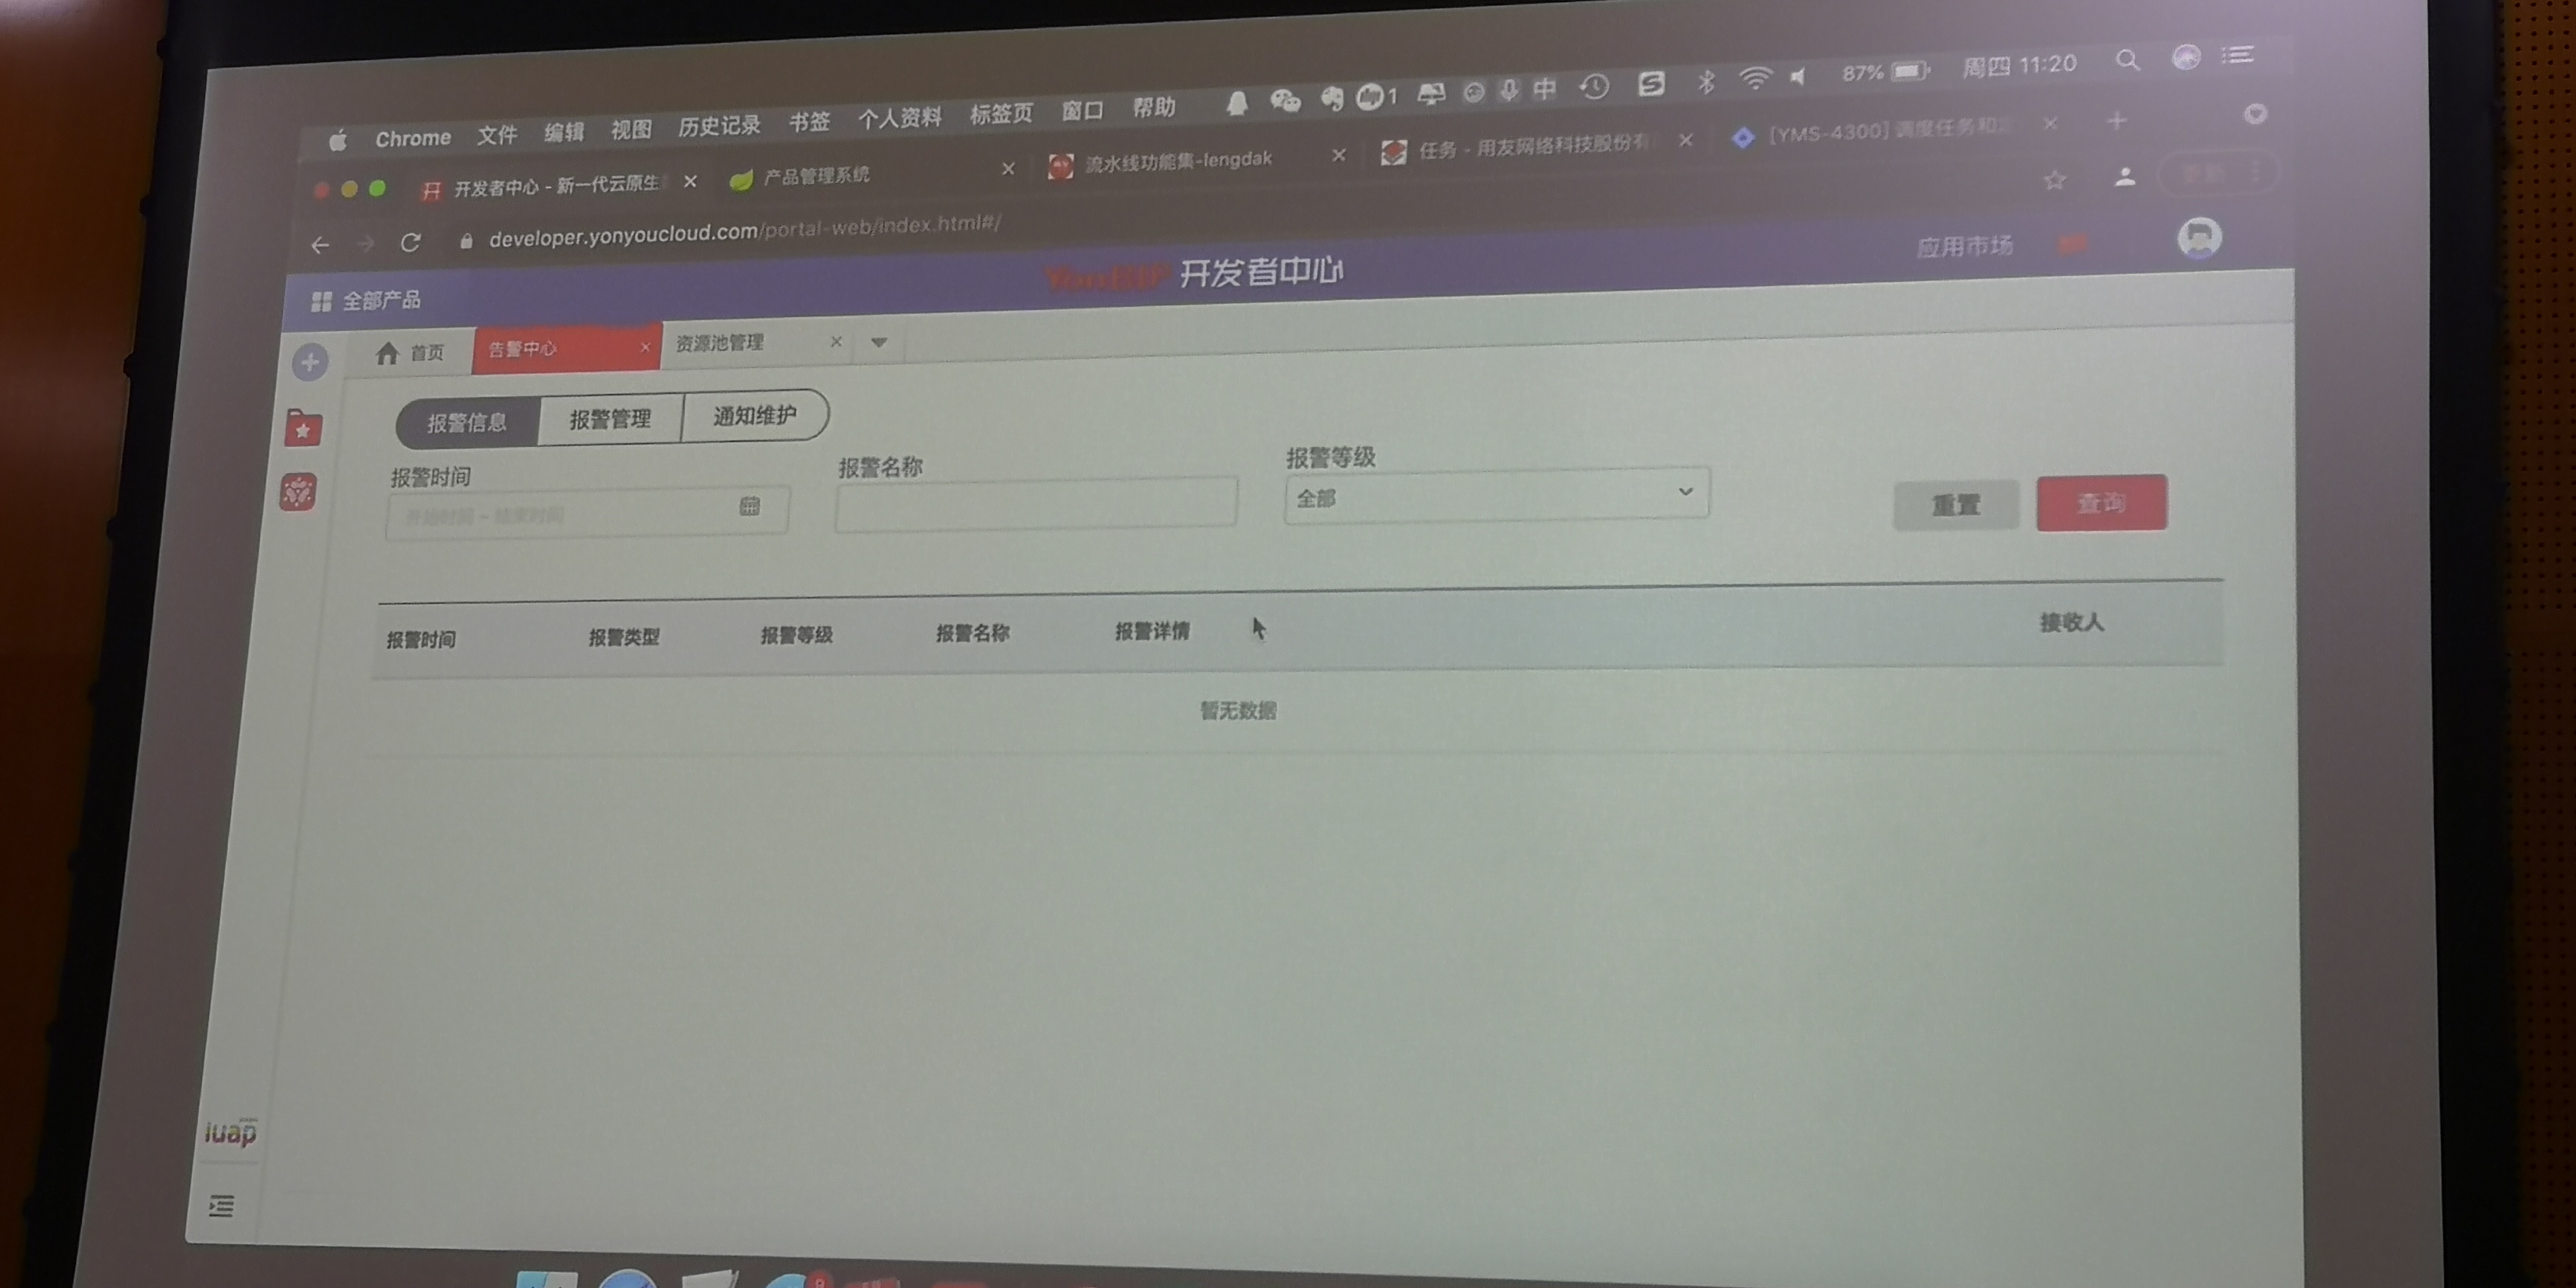 Chrome 文件 编辑 视图 历史记录 书签 个人资料 标签页 窗口 帮助 1 中 87% 周四 11:20
开发者中心 - 新一代云原生 产品管理系统 流水线功能集-lengdak 任务 - 用友网络科技股份有 [YMS-4300] 调度任务和
developer.yonyoucloud.com/portal-web/index.html#/
全部产品 YonBIP 开发者中心 应用市场
首页 告警中心 资源池管理
报警信息 报警管理 通知维护
报警时间 报警名称 报警等级
开始时间 ~ 结束时间 全部 重置 查询
报警时间 报警类型 报警等级 报警名称 报警详情 接收人
暂无数据
iuap